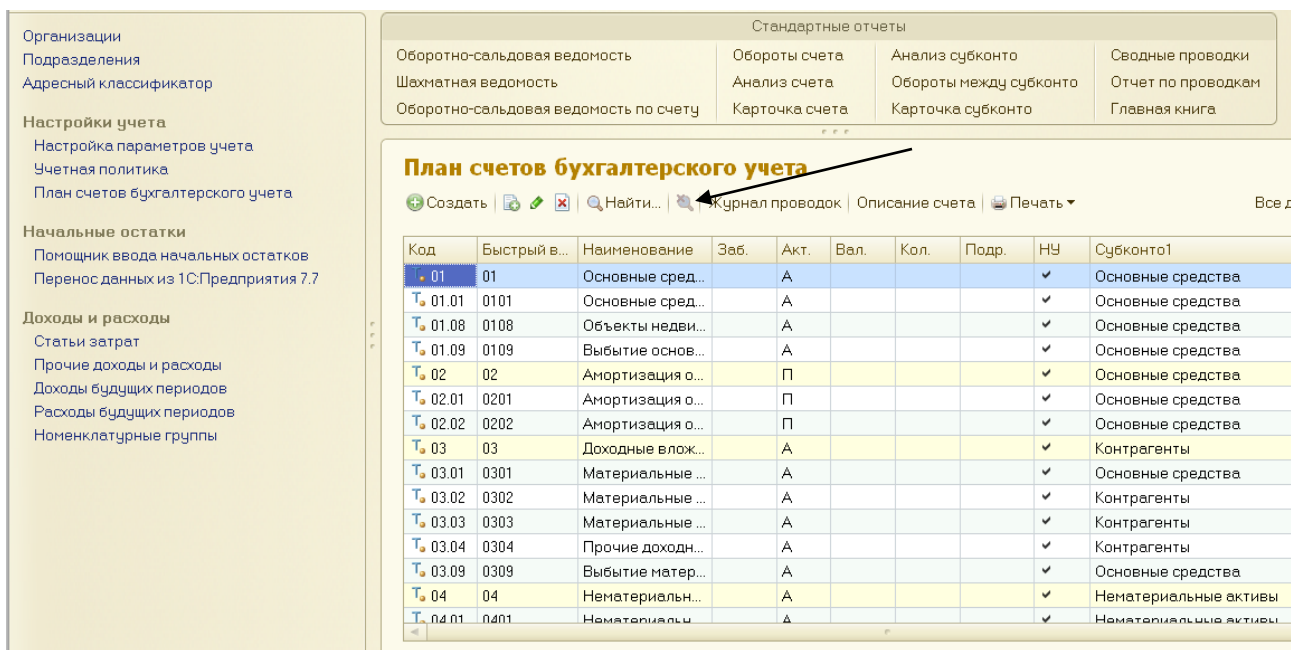 Организации
Подразделения
Адресный классификатор
Настройки учета
Настройка параметров учета
Учетная политика
План счетов бухгалтерского учета
Начальные остатки
Помощник ввода начальных остатков
Перенос данных из 1С:Предприятия 7.7
Доходы и расходы
Статьи затрат
Прочие доходы и расходы
Доходы будущих периодов
Расходы будущих периодов
Номенклатурные группы
Стандартные отчеты
Оборотно-сальдовая ведомость Обороты счета Анализ субконто Сводные проводки
Шахматная ведомость Анализ счета Обороты между субконто Отчет по проводкам
Оборотно-сальдовая ведомость по счету Карточка счета Карточка субконто Главная книга
План счетов бухгалтерского учета
Создать Найти... Журнал проводок Описание счета Печать Все д
Код Быстрый в... Наименование Заб. Акт. Вал. Кол. Подр. НУ Субконто1
01 01 Основные сред... А Основные средства
01.01 0101 Основные сред... А Основные средства
01.08 0108 Объекты недви... А Основные средства
01.09 0109 Выбытие основ... А Основные средства
02 02 Амортизация о... П Основные средства
02.01 0201 Амортизация о... П Основные средства
02.02 0202 Амортизация о... П Основные средства
03 03 Доходные влож... А Контрагенты
03.01 0301 Материальные ... А Основные средства
03.02 0302 Материальные ... А Контрагенты
03.03 0303 Материальные ... А Контрагенты
03.04 0304 Прочие доходн... А Контрагенты
03.09 0309 Выбытие матер... А Основные средства
04 04 Нематериальн... А Нематериальные активы
04.01 0401 Нематериальн... А Нематериальные активы